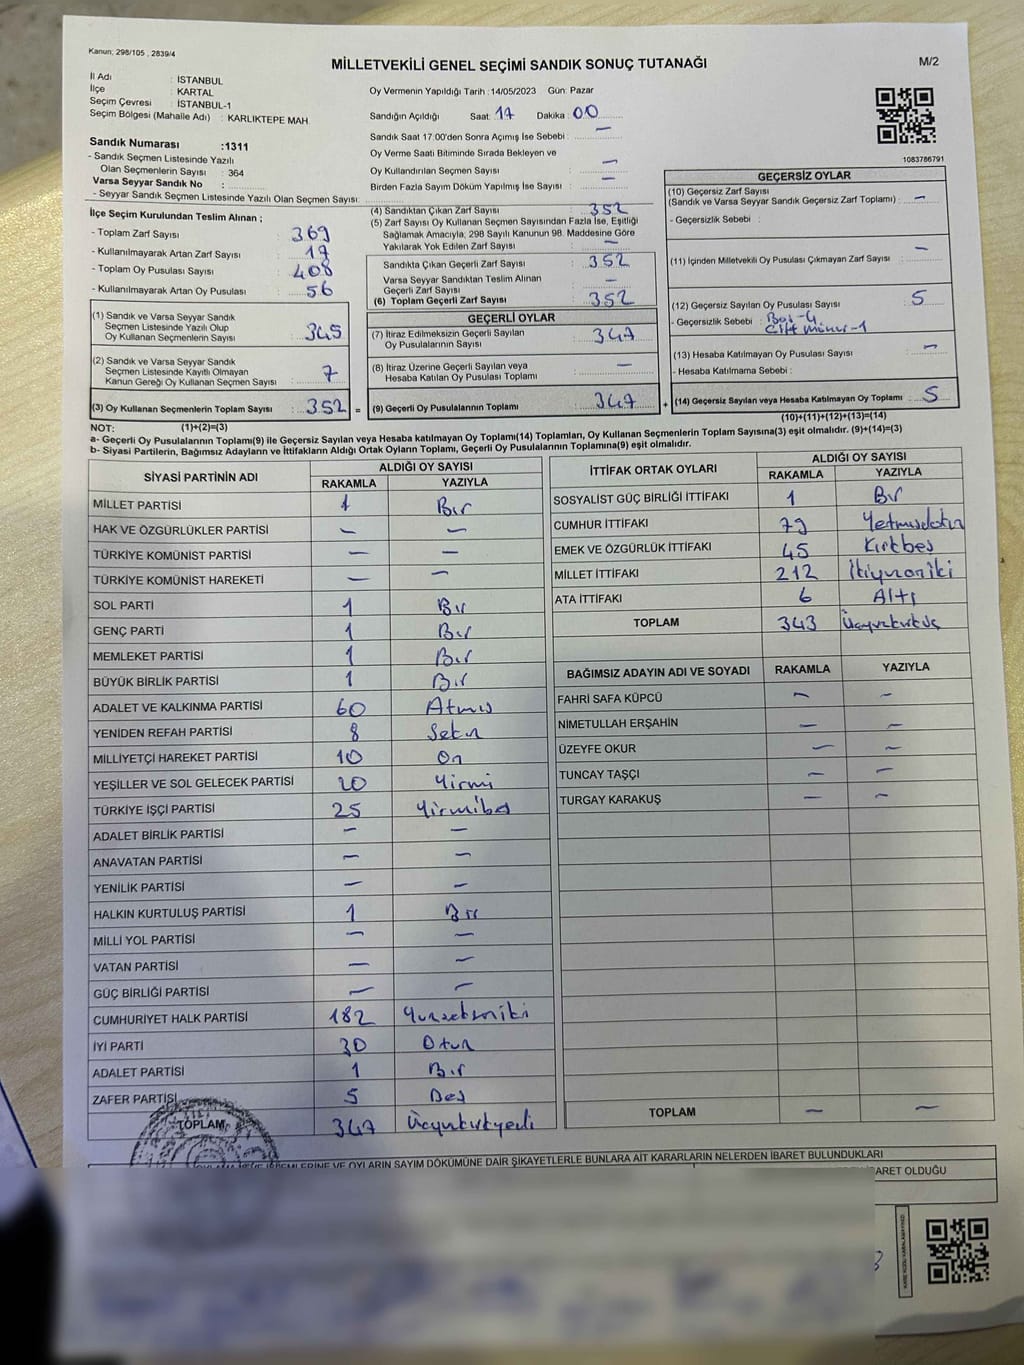 Kanun; 298/105 , 2839/4
MİLLETVEKİLİ GENEL SEÇİMİ SANDIK SONUÇ TUTANAĞI
M/2
İl Adı : İSTANBUL
İlçe : KARTAL
Seçim Çevresi : İSTANBUL-1
Seçim Bölgesi (Mahalle Adı) : KARLIKTEPE MAH.
Sandık Numarası :1311
- Sandık Seçmen Listesinde Yazılı
Olan Seçmenlerin Sayısı : 364
Varsa Seyyar Sandık No :
- Seyyar Sandık Seçmen Listesinde Yazılı Olan Seçmen Sayısı:
Oy Vermenin Yapıldığı Tarih :14/05/2023 Gün: Pazar
Sandığın Açıldığı Saat: 17 Dakika : 00
Sandık Saat 17:00'den Sonra Açımış İse Sebebi : —
Oy Verme Saati Bitiminde Sırada Bekleyen ve
Oy Kullandırılan Seçmen Sayısı : —
Birden Fazla Sayım Döküm Yapılmış İse Sayısı : —
1083786791
İlçe Seçim Kurulundan Teslim Alınan ;
- Toplam Zarf Sayısı : 369
- Kullanılmayarak Artan Zarf Sayısı : 17
- Toplam Oy Pusulası Sayısı : 408
- Kullanılmayarak Artan Oy Pusulası : 56
(1) Sandık ve Varsa Seyyar Sandık
Seçmen Listesinde Yazılı Olup
Oy Kullanan Seçmenlerin Sayısı : 345
(2) Sandık ve Varsa Seyyar Sandık
Seçmen Listesinde Kayıtlı Olmayan
Kanun Gereği Oy Kullanan Seçmen Sayısı : 7
(3) Oy Kullanan Seçmenlerin Toplam Sayısı : 352 =
(4) Sandıktan Çıkan Zarf Sayısı : 352
(5) Zarf Sayısı Oy Kullanan Seçmen Sayısından Fazla İse, Eşitliği
Sağlamak Amacıyla; 298 Sayılı Kanunun 98. Maddesine Göre
Yakılarak Yok Edilen Zarf Sayısı : —
Sandıkta Çıkan Geçerli Zarf Sayısı : 352
Varsa Seyyar Sandıktan Teslim Alınan
Geçerli Zarf Sayısı : —
(6) Toplam Geçerli Zarf Sayısı : 352
GEÇERLİ OYLAR
(7) İtiraz Edilmeksizin Geçerli Sayılan
Oy Pusulalarının Sayısı : 347
(8) İtiraz Üzerine Geçerli Sayılan veya
Hesaba Katılan Oy Pusulası Toplamı : —
(9) Geçerli Oy Pusulalarının Toplamı : 347 +
GEÇERSİZ OYLAR
(10) Geçersiz Zarf Sayısı
(Sandık ve Varsa Seyyar Sandık Geçersiz Zarf Toplamı) : —
- Geçersizlik Sebebi :
(11) İçinden Milletvekili Oy Pusulası Çıkmayan Zarf Sayısı : —
(12) Geçersiz Sayılan Oy Pusulası Sayısı : 5
- Geçersizlik Sebebi : Boş-4
Çift mühür-1
(13) Hesaba Katılmayan Oy Pusulası Sayısı : —
- Hesaba Katılmama Sebebi :
(14) Geçersiz Sayılan veya Hesaba Katılmayan Oy Toplamı : 5
NOT: (1)+(2)=(3)
(10)+(11)+(12)+(13)=(14)
a- Geçerli Oy Pusulalarının Toplamı(9) ile Geçersiz Sayılan veya Hesaba katılmayan Oy Toplamı(14) Toplamları, Oy Kullanan Seçmenlerin Toplam Sayısına(3) eşit olmalıdır. (9)+(14)=(3)
b- Siyasi Partilerin, Bağımsız Adayların ve İttifakların Aldığı Ortak Oyların Toplamı, Geçerli Oy Pusulalarının Toplamına(9) eşit olmalıdır.
SİYASİ PARTİNİN ADI ALDIĞI OY SAYISI
RAKAMLA YAZIYLA
MİLLET PARTİSİ 1 Bir
HAK VE ÖZGÜRLÜKLER PARTİSİ — —
TÜRKİYE KOMÜNİST PARTİSİ — —
TÜRKİYE KOMÜNİST HAREKETİ — —
SOL PARTİ 1 Bir
GENÇ PARTİ 1 Bir
MEMLEKET PARTİSİ 1 Bir
BÜYÜK BİRLİK PARTİSİ 1 Bir
ADALET VE KALKINMA PARTİSİ 60 Atmış
YENİDEN REFAH PARTİSİ 8 Sekiz
MİLLİYETÇİ HAREKET PARTİSİ 10 On
YEŞİLLER VE SOL GELECEK PARTİSİ 20 Yirmi
TÜRKİYE İŞÇİ PARTİSİ 25 Yirmibeş
ADALET BİRLİK PARTİSİ — —
ANAVATAN PARTİSİ — —
YENİLİK PARTİSİ — —
HALKIN KURTULUŞ PARTİSİ 1 Bir
MİLLİ YOL PARTİSİ — —
VATAN PARTİSİ — —
GÜÇ BİRLİĞİ PARTİSİ — —
CUMHURİYET HALK PARTİSİ 182 Yüzsekseniki
İYİ PARTİ 30 Otuz
ADALET PARTİSİ 1 Bir
ZAFER PARTİSİ 5 Beş
TOPLAM 347 Üçyüzkırkyedi
İTTİFAK ORTAK OYLARI ALDIĞI OY SAYISI
RAKAMLA YAZIYLA
SOSYALİST GÜÇ BİRLİĞİ İTTİFAKI 1 Bir
CUMHUR İTTİFAKI 79 Yetmişdokuz
EMEK VE ÖZGÜRLÜK İTTİFAKI 45 Kırkbeş
MİLLET İTTİFAKI 212 İkiyüzoniki
ATA İTTİFAKI 6 Altı
TOPLAM 343 Üçyüzkırküç
BAĞIMSIZ ADAYIN ADI VE SOYADI RAKAMLA YAZIYLA
FAHRİ SAFA KÜPCÜ — —
NİMETULLAH ERŞAHİN — —
ÜZEYFE OKUR — —
TUNCAY TAŞÇI — —
TURGAY KARAKUŞ — —
TOPLAM — —
İŞLEMLERİNE VE OYLARIN SAYIM DÖKÜMÜNE DAİR ŞİKAYETLERLE BUNLARA AİT KARARLARIN NELERDEN İBARET BULUNDUKLARI
İBARET OLDUĞU